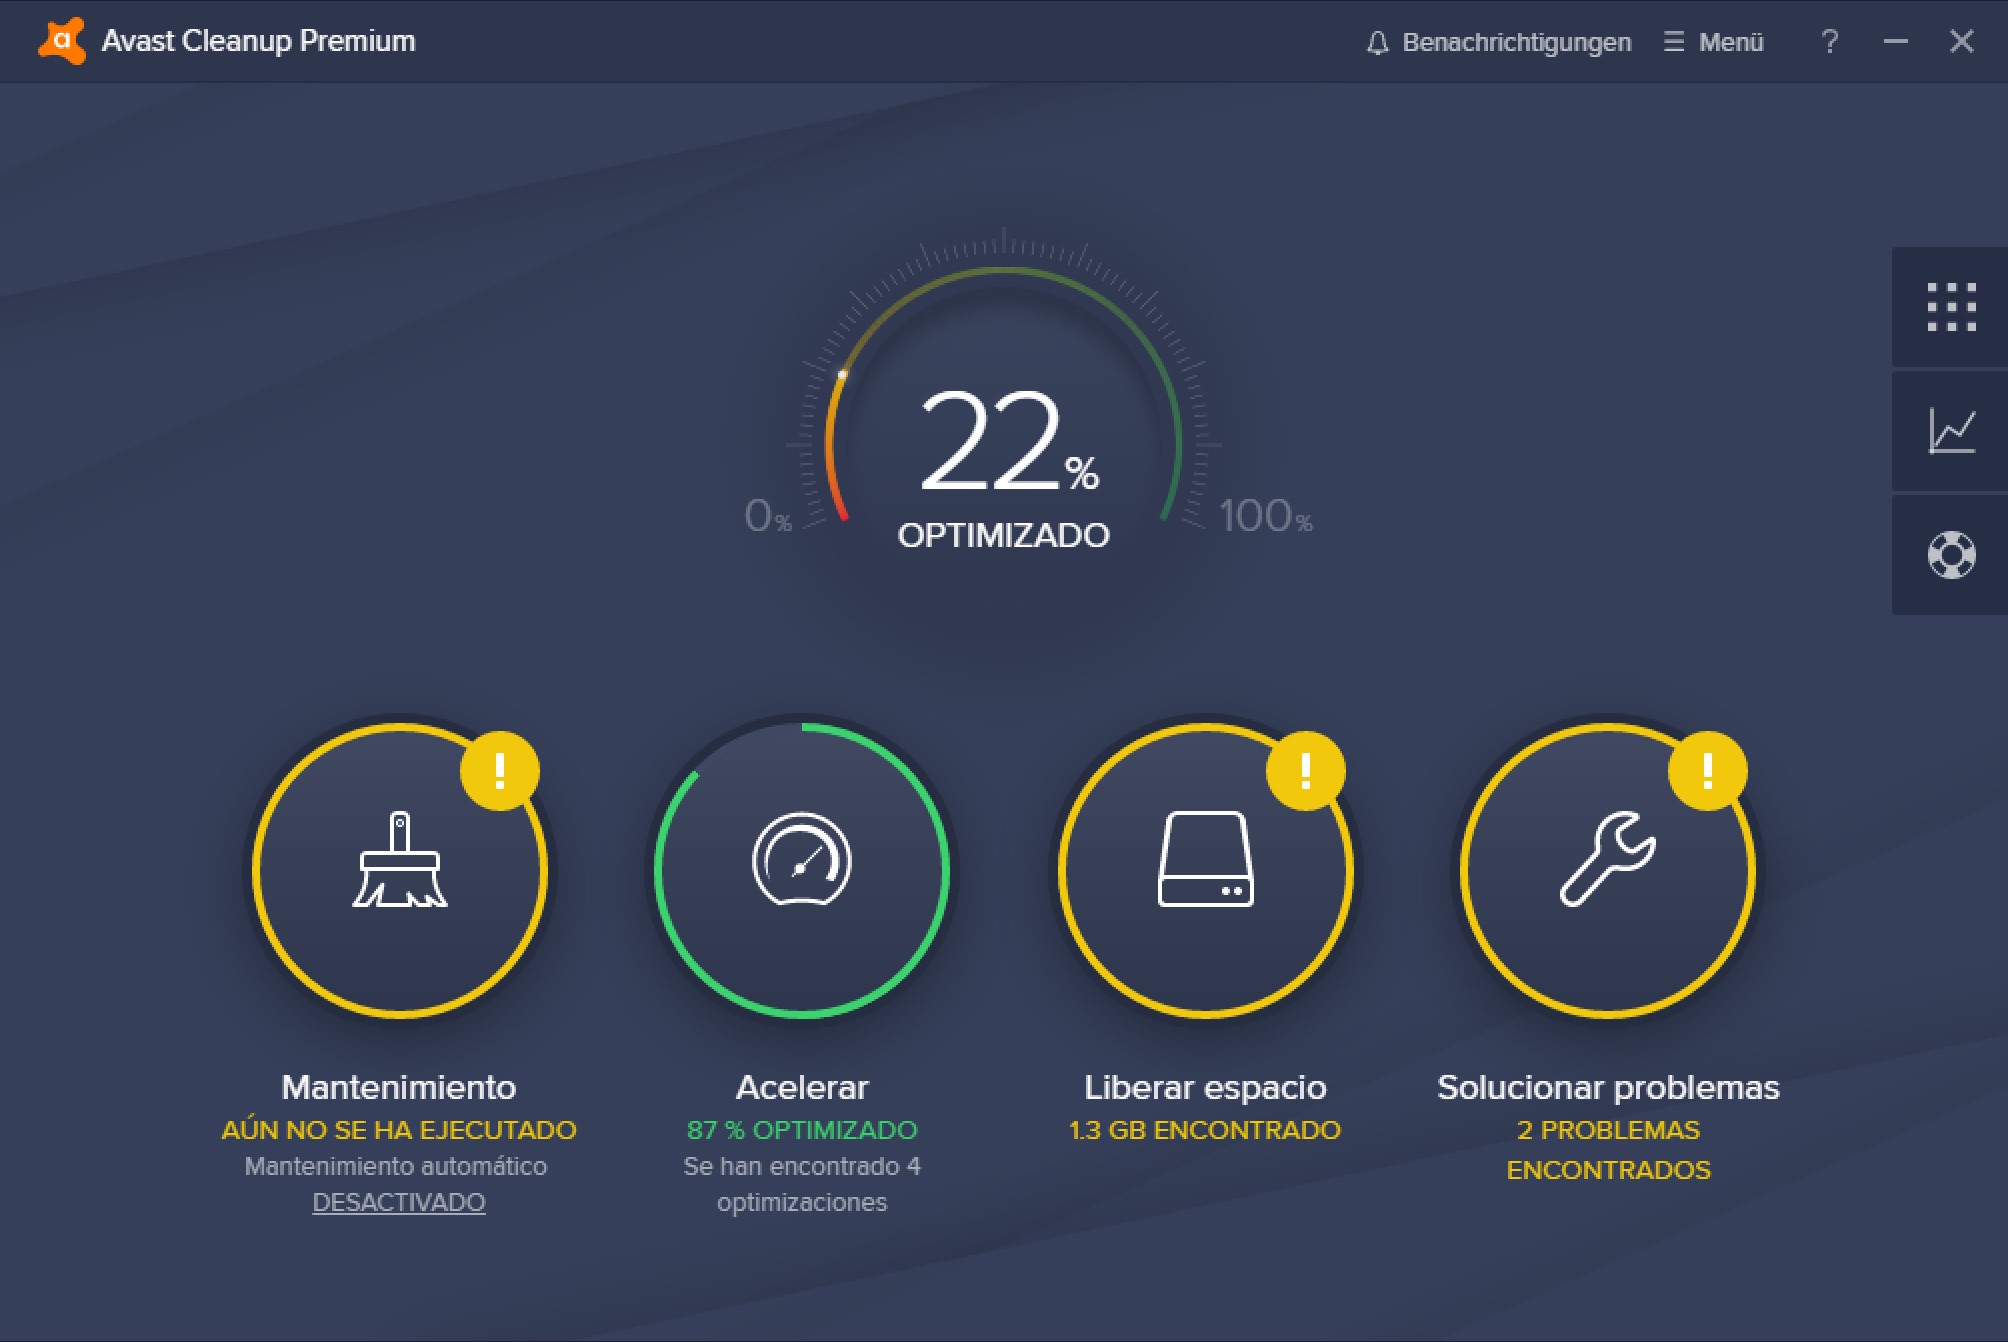 Avast Cleanup Premium
Benachrichtigungen
Menü
?
22%
OPTIMIZADO
0%
100%
Mantenimiento
AÚN NO SE HA EJECUTADO
Mantenimiento automático
DESACTIVADO
Acelerar
87 % OPTIMIZADO
Se han encontrado 4
optimizaciones
Liberar espacio
1.3 GB ENCONTRADO
Solucionar problemas
2 PROBLEMAS
ENCONTRADOS